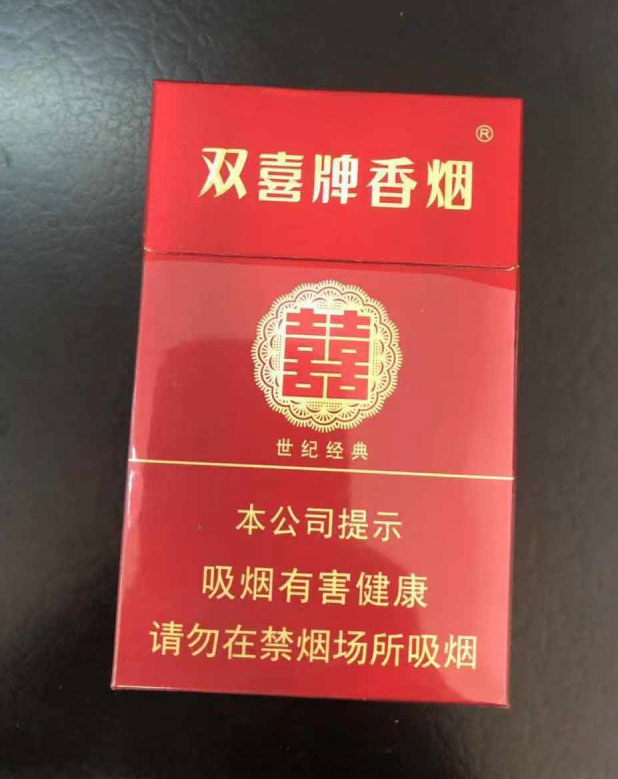 双喜牌香烟®
囍
世纪经典
本公司提示
吸烟有害健康
请勿在禁烟场所吸烟